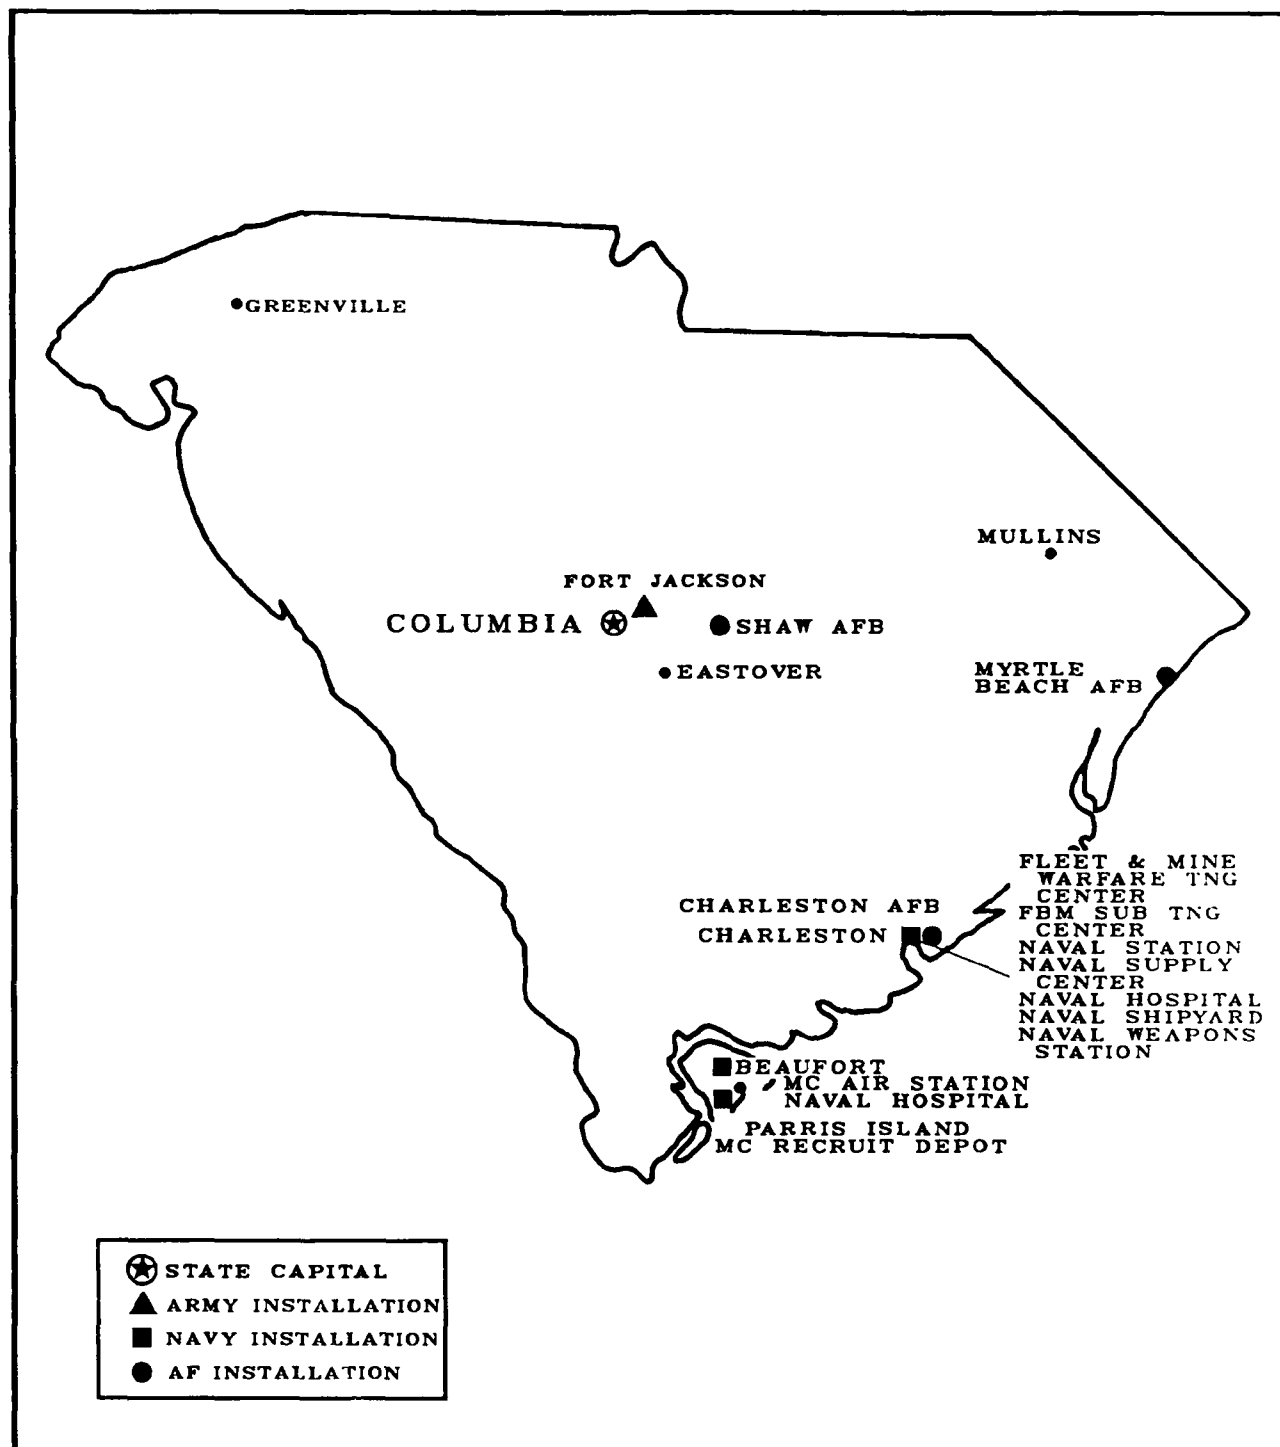 GREENVILLE
MULLINS
FORT JACKSON
COLUMBIA
SHAW AFB
EASTOVER
MYRTLE
BEACH AFB
FLEET & MINE
WARFARE TNG
CENTER
FBM SUB TNG
CENTER
NAVAL STATION
NAVAL SUPPLY
CENTER
NAVAL HOSPITAL
NAVAL SHIPYARD
NAVAL WEAPONS
STATION
CHARLESTON AFB
CHARLESTON
BEAUFORT
MC AIR STATION
NAVAL HOSPITAL
PARRIS ISLAND
MC RECRUIT DEPOT
STATE CAPITAL
ARMY INSTALLATION
NAVY INSTALLATION
AF INSTALLATION